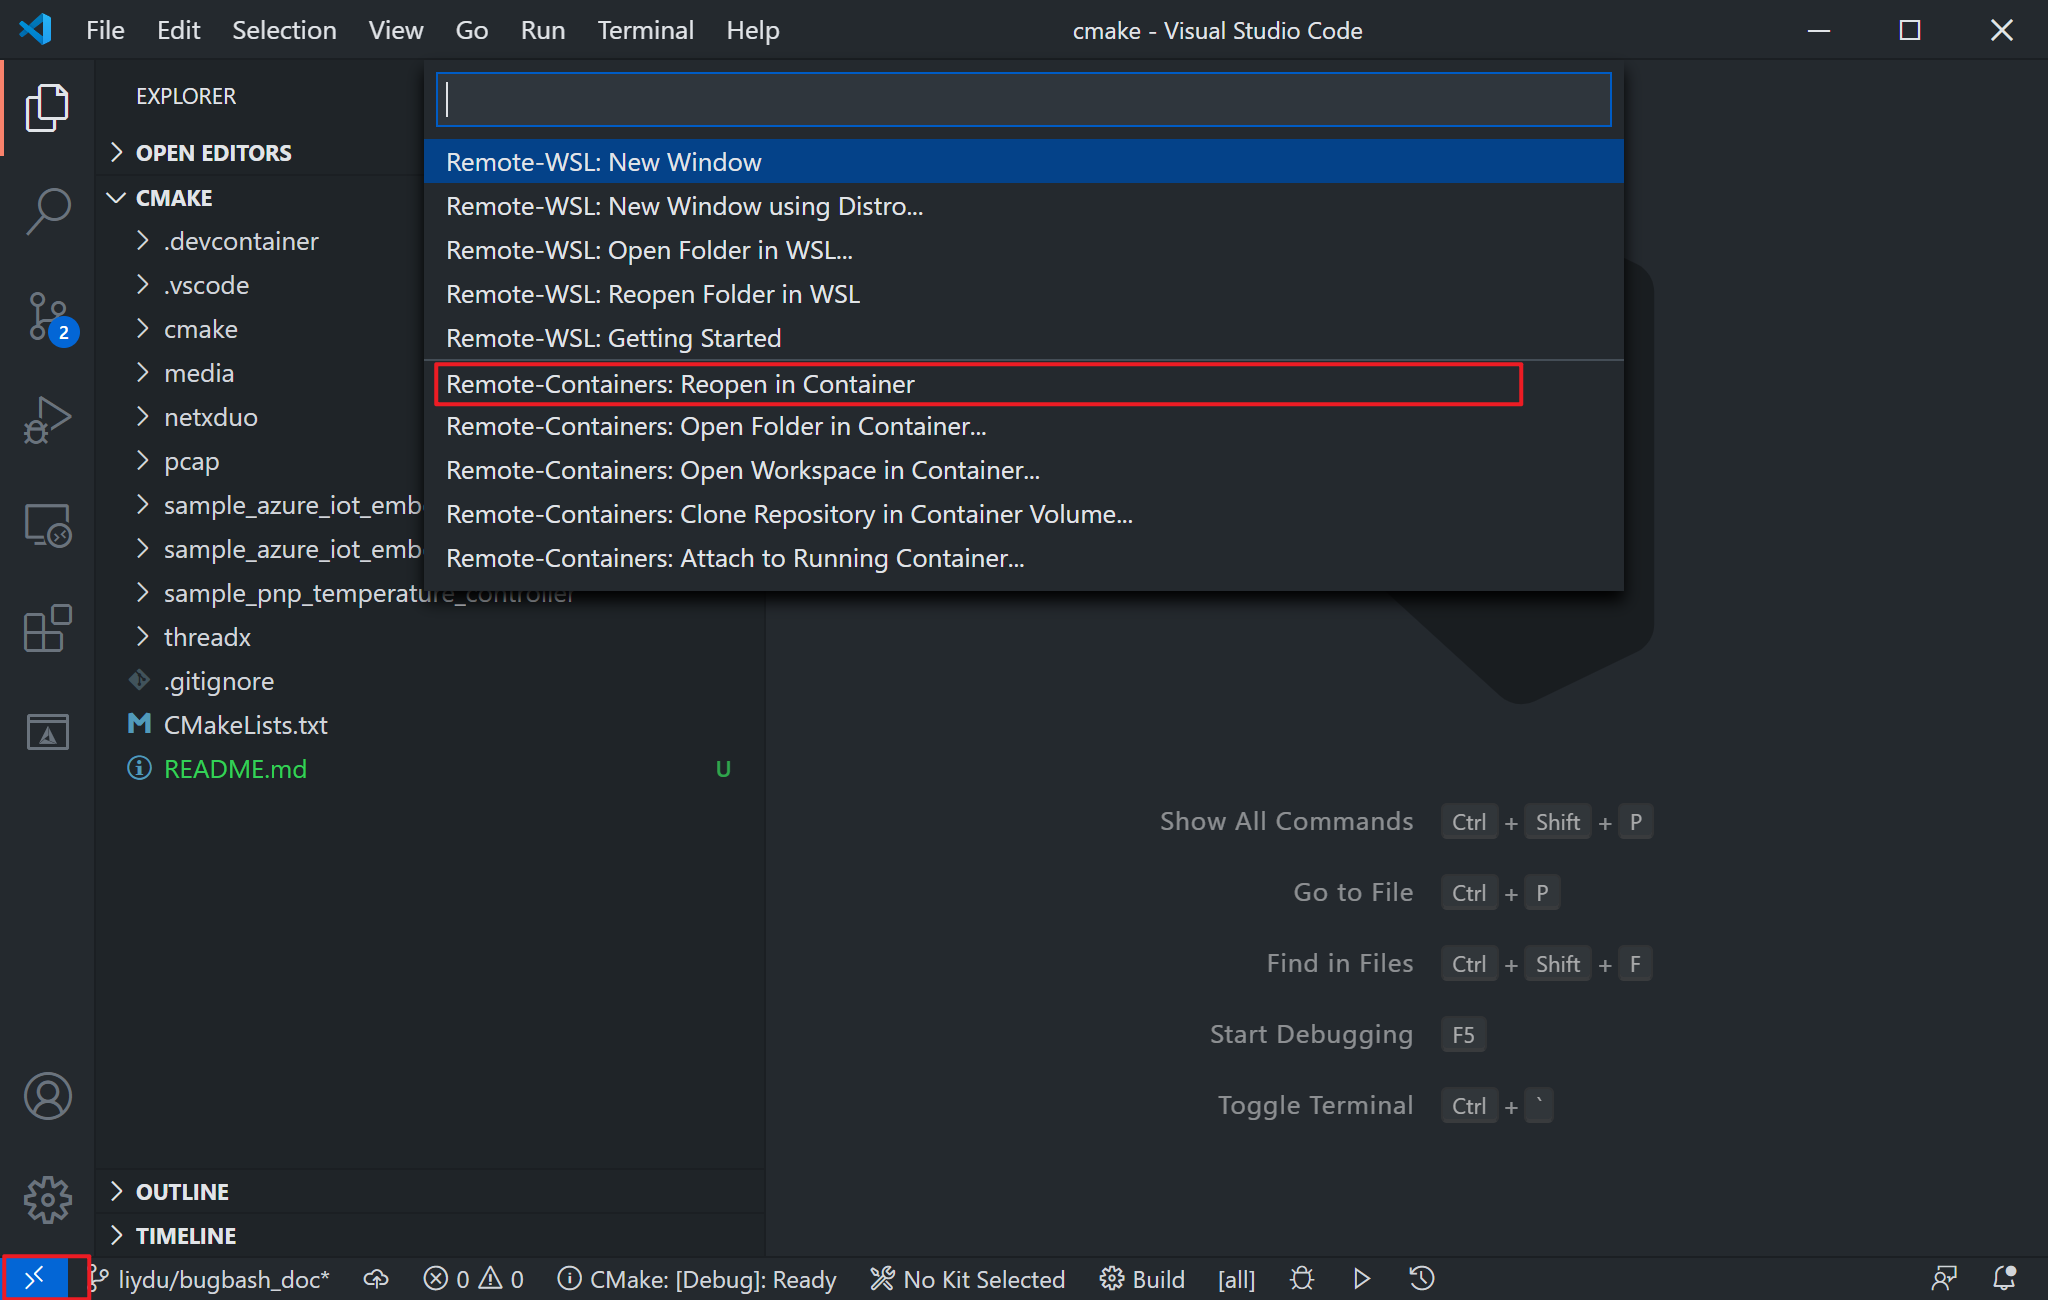 File Edit Selection View Go Run Terminal Help
cmake - Visual Studio Code
EXPLORER
OPEN EDITORS
CMAKE
.devcontainer
.vscode
cmake
media
netxduo
pcap
sample_azure_iot_emb
sample_azure_iot_emb
sample_pnp_temperature_controller
threadx
.gitignore
CMakeLists.txt
README.md U
OUTLINE
TIMELINE
2
Remote-WSL: New Window
Remote-WSL: New Window using Distro...
Remote-WSL: Open Folder in WSL...
Remote-WSL: Reopen Folder in WSL
Remote-WSL: Getting Started
Remote-Containers: Reopen in Container
Remote-Containers: Open Folder in Container...
Remote-Containers: Open Workspace in Container...
Remote-Containers: Clone Repository in Container Volume...
Remote-Containers: Attach to Running Container...
Show All Commands Ctrl + Shift + P
Go to File Ctrl + P
Find in Files Ctrl + Shift + F
Start Debugging F5
Toggle Terminal Ctrl + `
liydu/bugbash_doc* 0 0 CMake: [Debug]: Ready No Kit Selected Build [all]